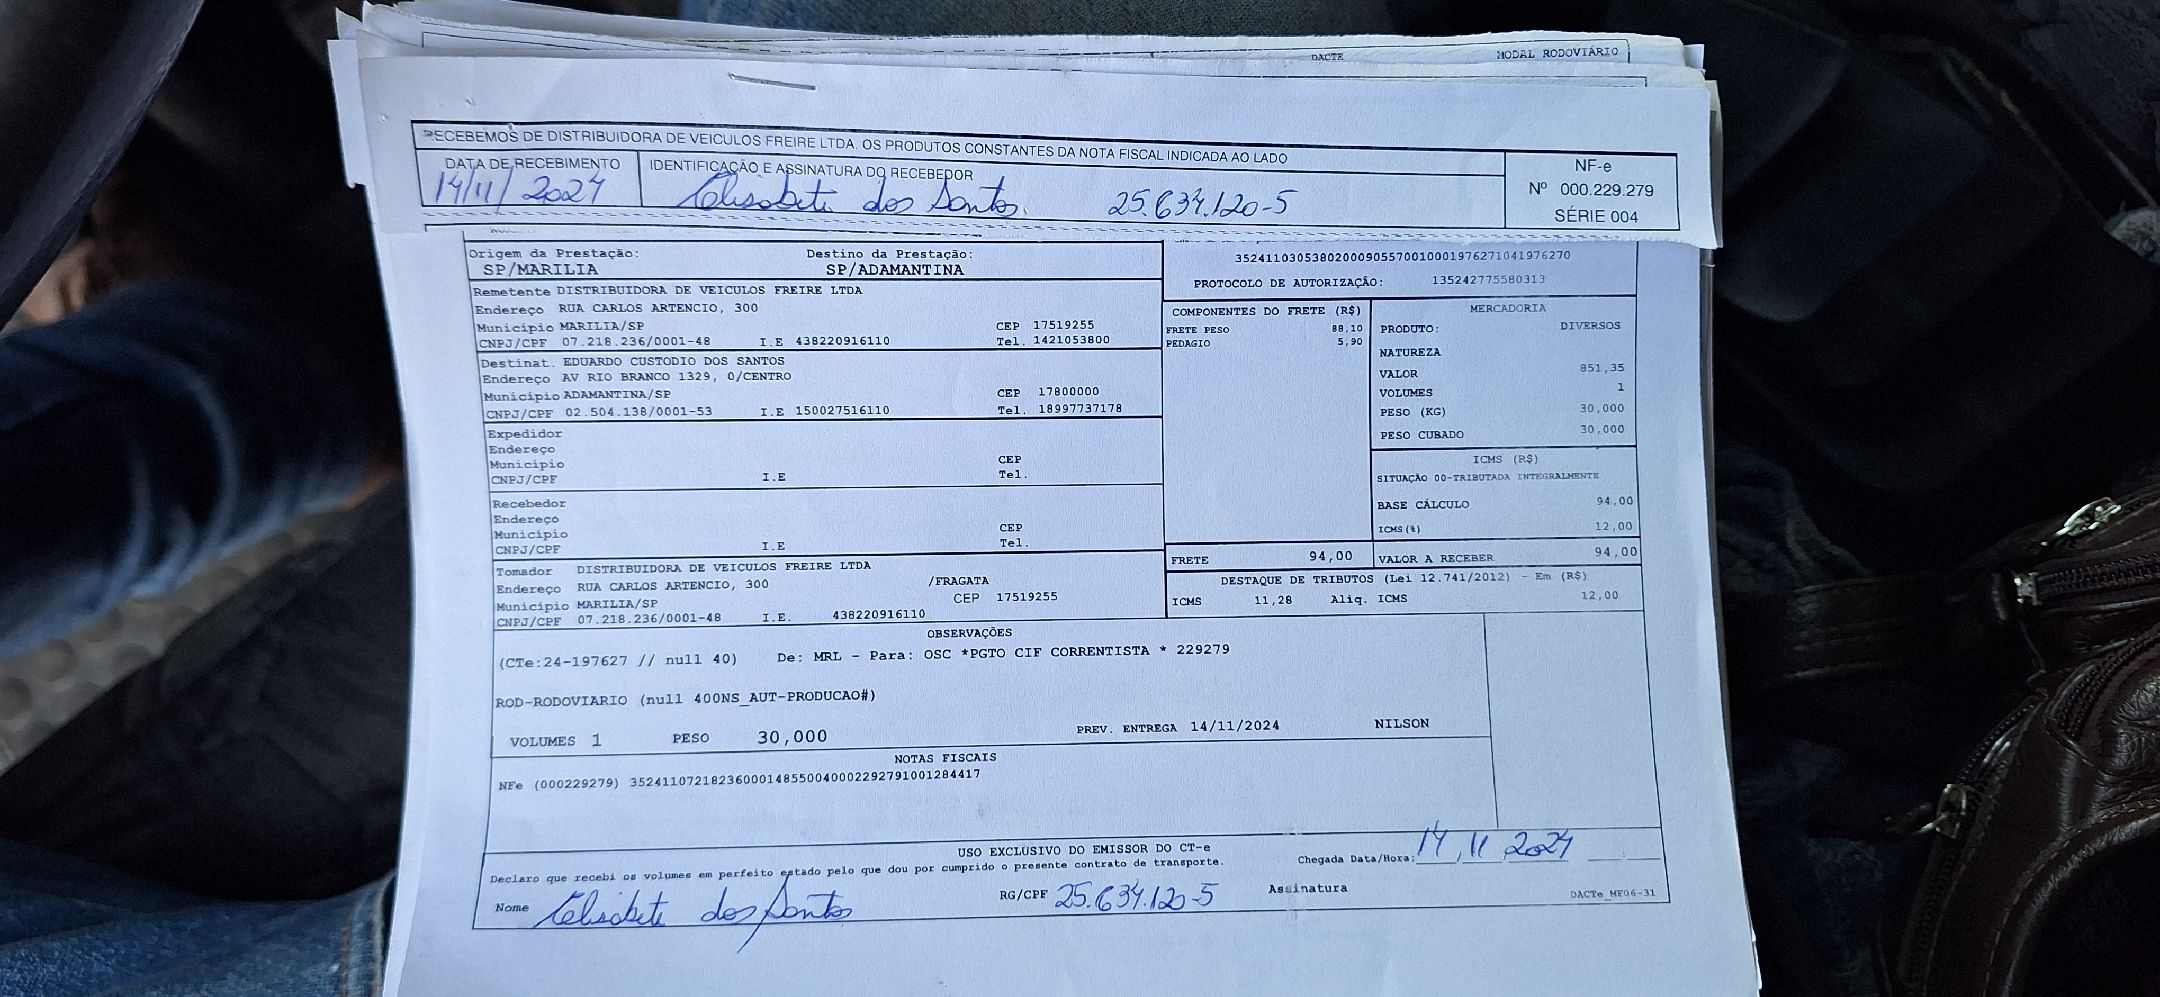 DACTE MODAL RODOVIÁRIO
RECEBEMOS DE DISTRIBUIDORA DE VEICULOS FREIRE LTDA. OS PRODUTOS CONSTANTES DA NOTA FISCAL INDICADA AO LADO
DATA DE RECEBIMENTO
14/11/2024
IDENTIFICAÇÃO E ASSINATURA DO RECEBEDOR
Elisabete dos Santos. 25.634.120-5
NF-e
Nº 000.229.279
SÉRIE 004
Origem da Prestação: Destino da Prestação:
SP/MARILIA SP/ADAMANTINA
35241103053802000905570010001976271041976270
PROTOCOLO DE AUTORIZAÇÃO: 135242775580313
Remetente DISTRIBUIDORA DE VEICULOS FREIRE LTDA
Endereço RUA CARLOS ARTENCIO, 300
Município MARILIA/SP CEP 17519255
CNPJ/CPF 07.218.236/0001-48 I.E 438220916110 Tel. 1421053800
Destinat. EDUARDO CUSTODIO DOS SANTOS
Endereço AV RIO BRANCO 1329, 0/CENTRO
Município ADAMANTINA/SP CEP 17800000
CNPJ/CPF 02.504.138/0001-53 I.E 150027516110 Tel. 18997737178
Expedidor
Endereço
Município CEP
CNPJ/CPF I.E Tel.
Recebedor
Endereço
Município CEP
CNPJ/CPF I.E Tel.
Tomador DISTRIBUIDORA DE VEICULOS FREIRE LTDA
Endereço RUA CARLOS ARTENCIO, 300 /FRAGATA
Município MARILIA/SP CEP 17519255
CNPJ/CPF 07.218.236/0001-48 I.E. 438220916110
COMPONENTES DO FRETE (R$)
FRETE PESO 88,10
PEDAGIO 5,90
FRETE 94,00
MERCADORIA
PRODUTO: DIVERSOS
NATUREZA
VALOR 851,35
VOLUMES 1
PESO (KG) 30,000
PESO CUBADO 30,000
ICMS (R$)
SITUAÇÃO 00-TRIBUTADA INTEGRALMENTE
BASE CÁLCULO 94,00
ICMS(%) 12,00
VALOR A RECEBER 94,00
DESTAQUE DE TRIBUTOS (Lei 12.741/2012) - Em (R$)
ICMS 11,28 Aliq. ICMS 12,00
OBSERVAÇÕES
(CTe:24-197627 // null 40) De: MRL - Para: OSC *PGTO CIF CORRENTISTA * 229279
ROD-RODOVIARIO (null 400NS_AUT-PRODUCAO#)
VOLUMES 1 PESO 30,000 PREV. ENTREGA 14/11/2024 NILSON
NOTAS FISCAIS
NFe (000229279) 35241107218236000148550040002292791001284417
USO EXCLUSIVO DO EMISSOR DO CT-e
Declaro que recebi os volumes em perfeito estado pelo que dou por cumprido o presente contrato de transporte. Chegada Data/Hora: 14, 11 2024 __:__
Nome Elisabete dos Santos RG/CPF 25.634.120-5 Assinatura DACTe_MF06-31